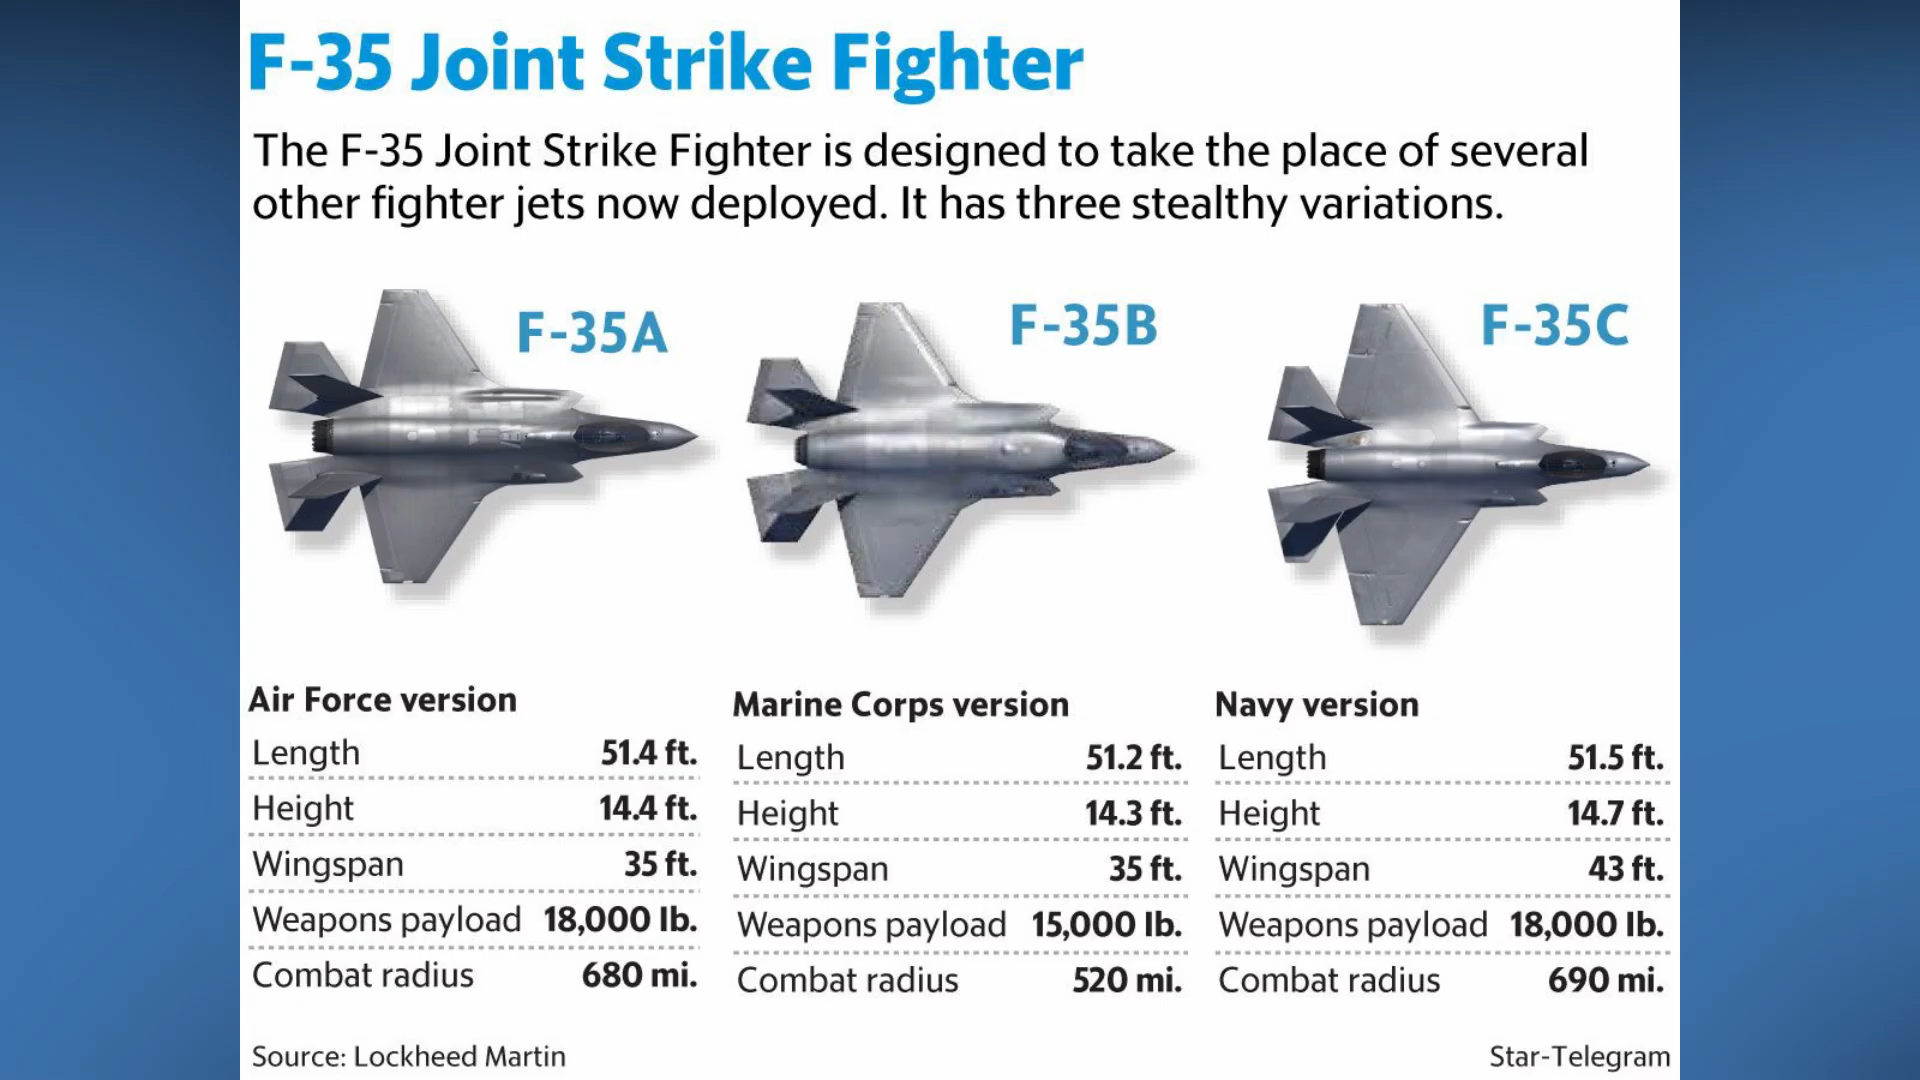 F-35 Joint Strike Fighter
The F-35 Joint Strike Fighter is designed to take the place of several
other fighter jets now deployed. It has three stealthy variations.
F-35A
F-35B
F-35C
Air Force version
Length 51.4 ft.
Height 14.4 ft.
Wingspan 35 ft.
Weapons payload 18,000 lb.
Combat radius 680 mi.
Marine Corps version
Length 51.2 ft.
Height 14.3 ft.
Wingspan 35 ft.
Weapons payload 15,000 lb.
Combat radius 520 mi.
Navy version
Length 51.5 ft.
Height 14.7 ft.
Wingspan 43 ft.
Weapons payload 18,000 lb.
Combat radius 690 mi.
Source: Lockheed Martin
Star-Telegram